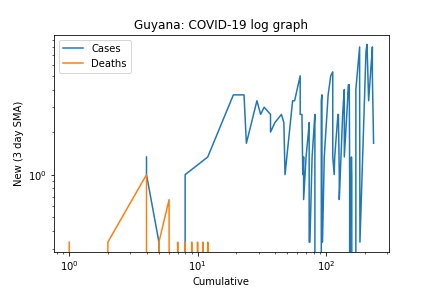 Guyana: COVID-19 log graph
Cases
Deaths
New (3 day SMA)
10⁰
10⁰ 10¹ 10²
Cumulative